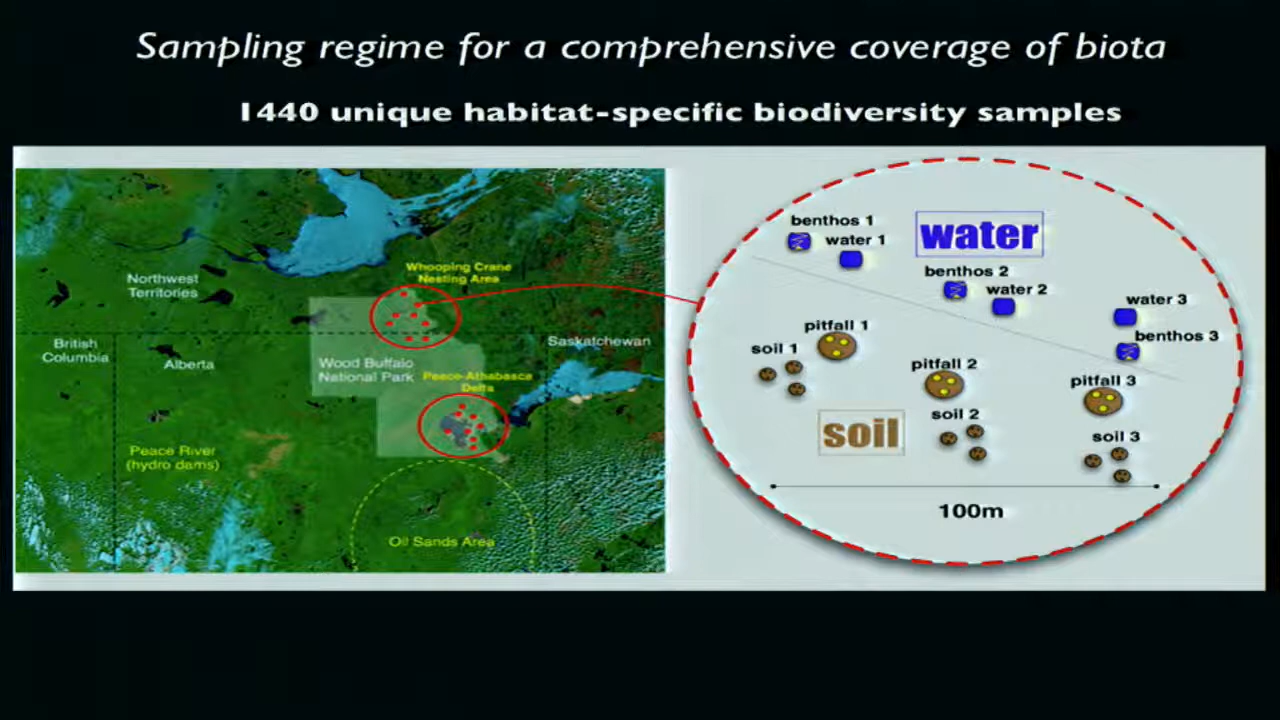 Sampling regime for a comprehensive coverage of biota
1440 unique habitat-specific biodiversity samples
Northwest
Territories
Whooping Crane
Nesting Area
British
Columbia
Alberta
Wood Buffalo
National Park
Saskatchewan
Peace-Athabasca
Delta
Peace River
(hydro dams)
Oil Sands Area
benthos 1
water 1
water
benthos 2
water 2
water 3
benthos 3
pitfall 1
soil 1
pitfall 2
pitfall 3
soil
soil 2
soil 3
100m